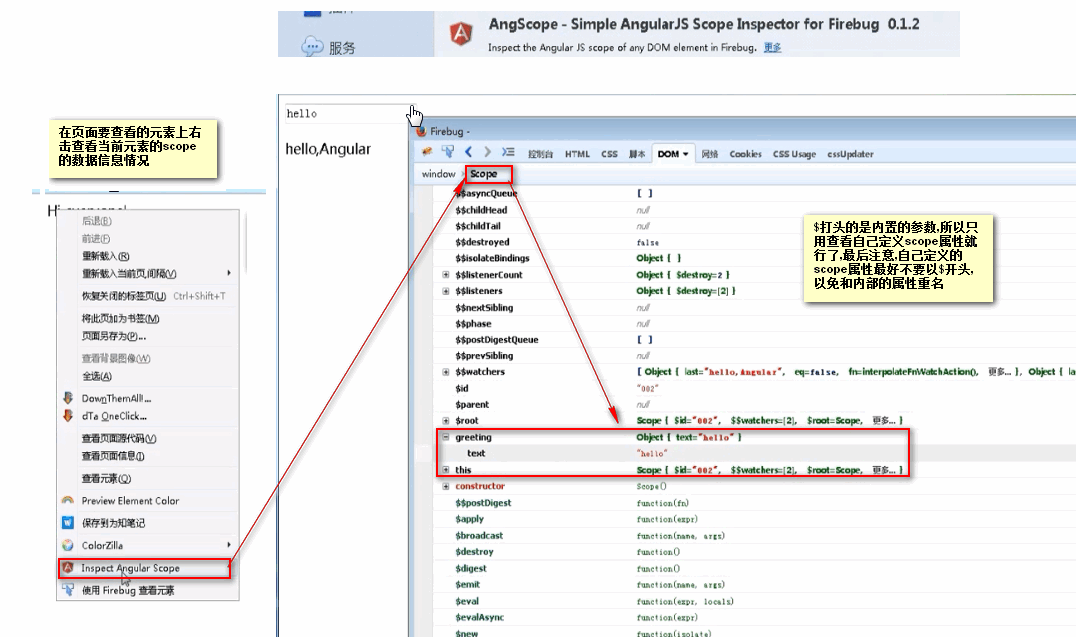 服务
AngScope - Simple AngularJS Scope Inspector for Firebug 0.1.2
Inspect the Angular JS scope of any DOM element in Firebug. 更多
在页面要查看的元素上右
击查看当前元素的scope
的数据信息情况
后退(B)
前进(F)
重新载入(R)
重新载入当前页,间隔(V)
恢复关闭的标签页(U) Ctrl+Shift+T
将此页加为书签(M)
页面另存为(P)...
查看背景图像(W)
全选(A)
DownThemAll!...
dTa OneClick...
查看页面源代码(V)
查看页面信息(I)
查看元素(Q)
Preview Element Color
保存到为知笔记
ColorZilla
Inspect Angular Scope
使用 Firebug 查看元素
hello
hello,Angular
Firebug -
控制台 HTML CSS 脚本 DOM 网络 Cookies CSS Usage cssUpdater
window Scope
$$asyncQueue [ ]
$$childHead null
$$childTail null
$$destroyed false
$$isolateBindings Object { }
$$listenerCount Object { $destroy=2 }
$$listeners Object { $destroy=[2] }
$$nextSibling null
$$phase null
$$postDigestQueue [ ]
$$prevSibling null
$$watchers [ Object { last="hello,Angular", eq=false, fn=interpolateFnWatchAction(), 更多... }, Object { la
$id "002"
$parent null
$root Scope { $id="002", $$watchers=[2], $root=Scope, 更多... }
greeting Object { text="hello" }
text "hello"
this Scope { $id="002", $$watchers=[2], $root=Scope, 更多... }
constructor Scope()
$$postDigest function(fn)
$apply function(expr)
$broadcast function(name, args)
$destroy function()
$digest function()
$emit function(name, args)
$eval function(expr, locals)
$evalAsync function(expr)
$new function(isolate)
$打头的是内置的参数,所以只
用查看自己定义scope属性就
行了,最后注意,自己定义的
scope属性最好不要以$开头,
以免和内部的属性重名